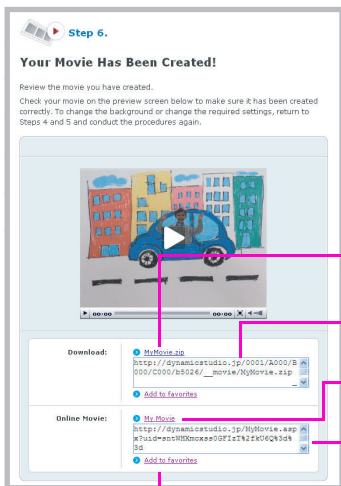 Step 6.
Your Movie Has Been Created!
Review the movie you have created.
Check your movie on the preview screen below to make sure it has been created
correctly. To change the background or change the required settings, return to
Steps 4 and 5 and conduct the procedures again.
00:00 00:00
Download: MyMovie.zip
http://dynamicstudio.jp/0001/A000/B
000/C000/b5026/__movie/MyMovie.zip
Add to favorites
Online Movie: My Movie
http://dynamicstudio.jp/MyMovie.asp
3d
Add to favorites